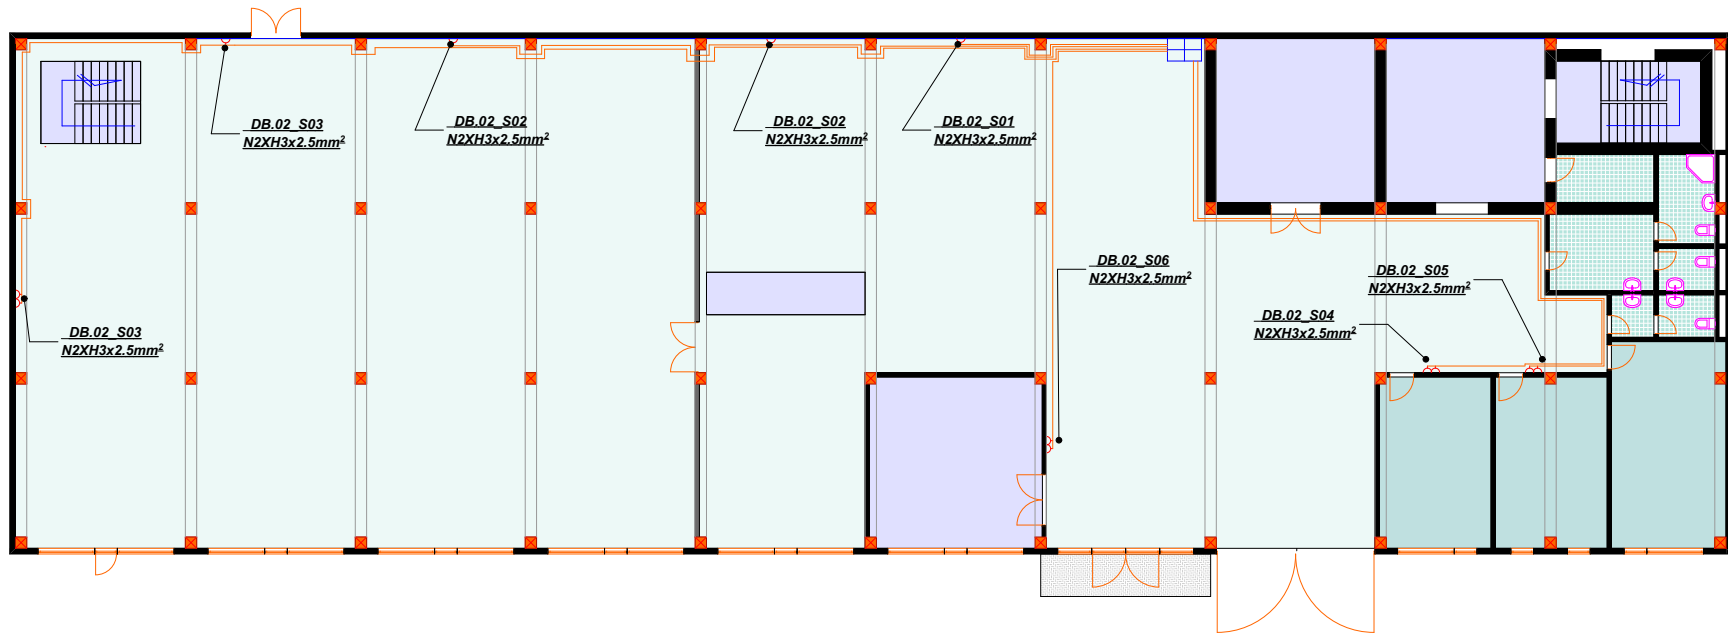 DB.02_S03
N2XH3x2.5mm²
DB.02_S02
N2XH3x2.5mm²
DB.02_S02
N2XH3x2.5mm²
DB.02_S01
N2XH3x2.5mm²
DB.02_S06
N2XH3x2.5mm²
DB.02_S05
N2XH3x2.5mm²
DB.02_S04
N2XH3x2.5mm²
DB.02_S03
N2XH3x2.5mm²